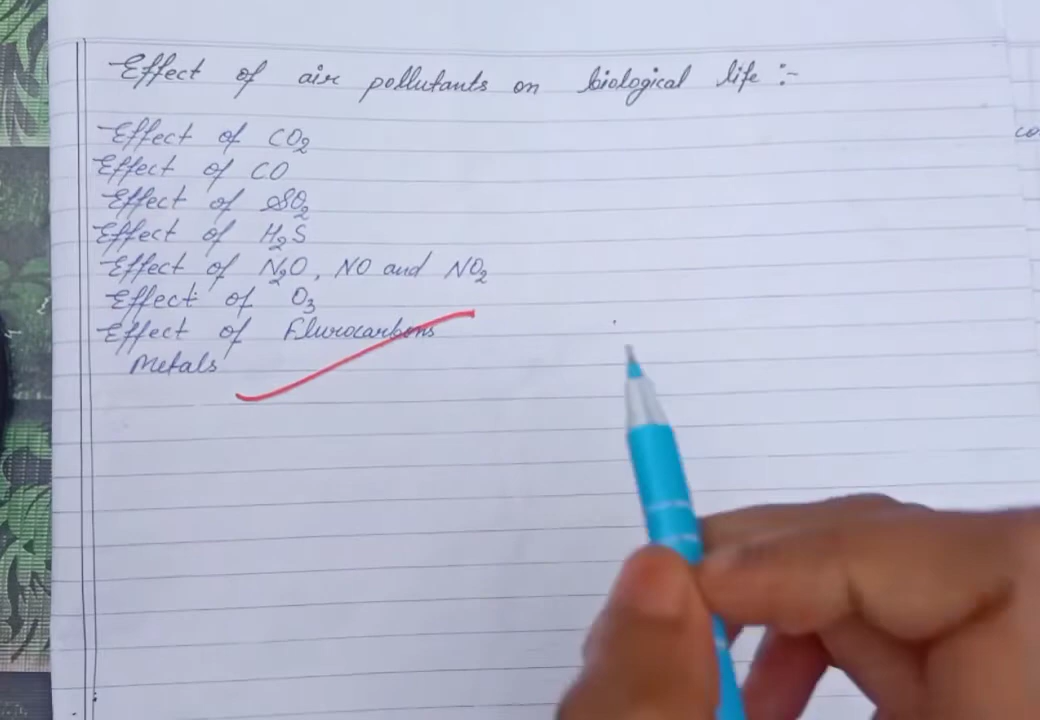 Effect of air pollutants on biological life :-
Effect of CO2
Effect of CO
Effect of SO2
Effect of H2S
Effect of N2O, NO and NO2
Effect of O3
Effect of Flurocarbons
Metals